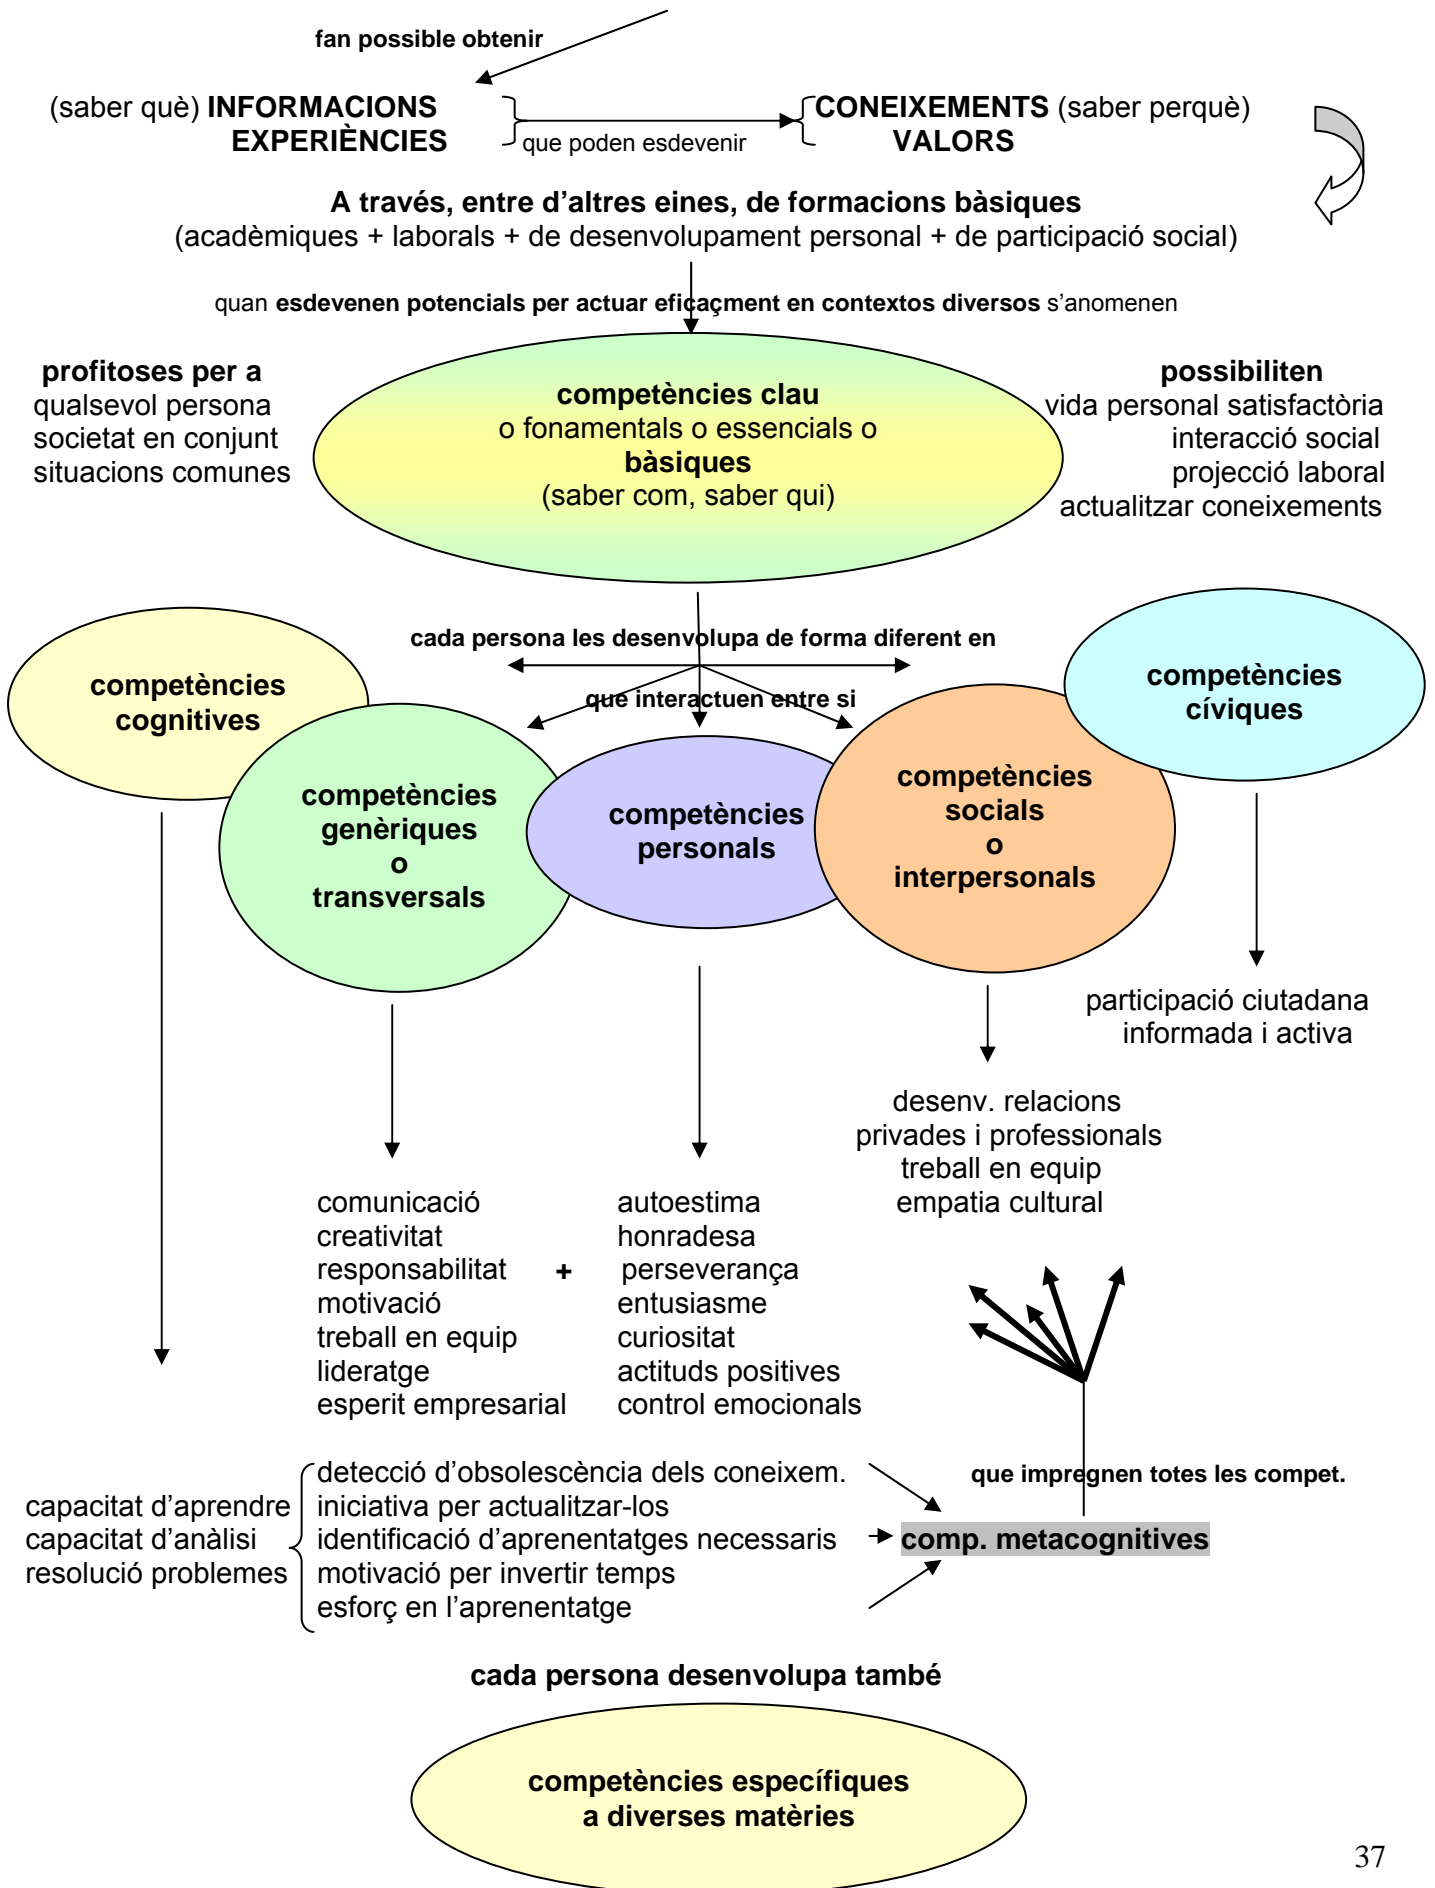 fan possible obtenir
(saber què) INFORMACIONS
EXPERIÈNCIES
que poden esdevenir
CONEIXEMENTS (saber perquè)
VALORS
A través, entre d'altres eines, de formacions bàsiques
(acadèmiques + laborals + de desenvolupament personal + de participació social)
quan esdevenen potencials per actuar eficaçment en contextos diversos s'anomenen
profitoses per a
qualsevol persona
societat en conjunt
situacions comunes
competències clau
o fonamentals o essencials o
bàsiques
(saber com, saber qui)
possibiliten
vida personal satisfactòria
interacció social
projecció laboral
actualitzar coneixements
cada persona les desenvolupa de forma diferent en
que interactuen entre si
competències
cognitives
competències
genèriques
o
transversals
competències
personals
competències
socials
o
interpersonals
competències
cíviques
participació ciutadana
informada i activa
desenv. relacions
privades i professionals
treball en equip
empatia cultural
comunicació
creativitat
responsabilitat
motivació
treball en equip
lideratge
esperit empresarial
+
autoestima
honradesa
perseverança
entusiasme
curiositat
actituds positives
control emocionals
capacitat d'aprendre
capacitat d'anàlisi
resolució problemes
detecció d'obsolescència dels coneixem.
iniciativa per actualitzar-los
identificació d'aprenentatges necessaris
motivació per invertir temps
esforç en l'aprenentatge
que impregnen totes les compet.
comp. metacognitives
cada persona desenvolupa també
competències específiques
a diverses matèries
37